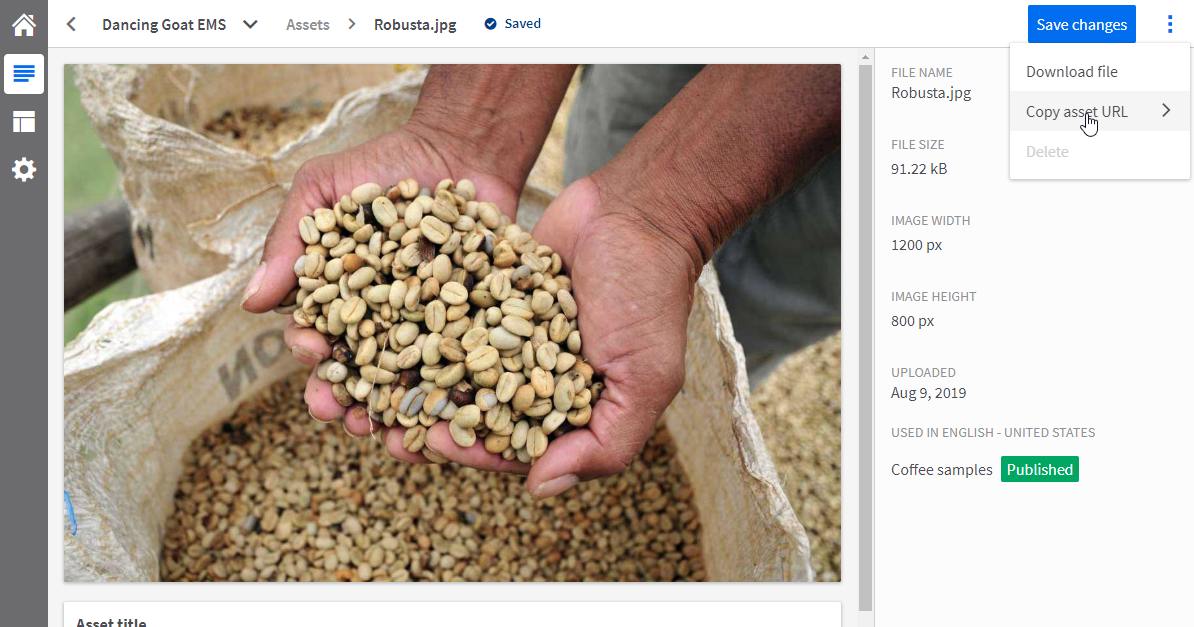 Dancing Goat EMS
Assets
Robusta.jpg
Saved
Save changes
Download file
Copy asset URL
Delete
FILE NAME
Robusta.jpg
FILE SIZE
91.22 kB
IMAGE WIDTH
1200 px
IMAGE HEIGHT
800 px
UPLOADED
Aug 9, 2019
USED IN ENGLISH - UNITED STATES
Coffee samples Published
Asset title